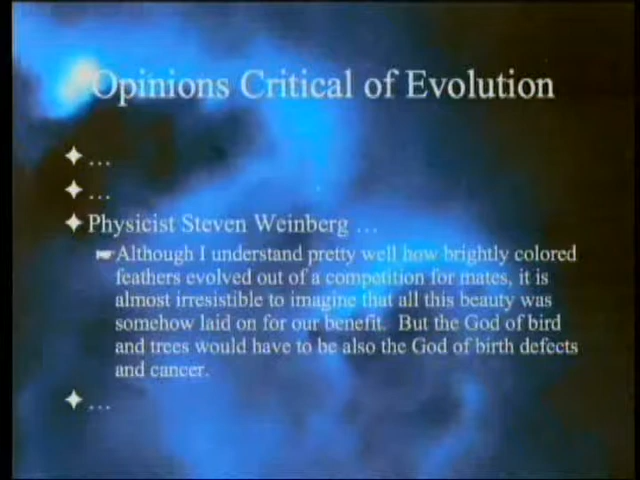 Opinions Critical of Evolution
...
...
Physicist Steven Weinberg ...
Although I understand pretty well how brightly colored
feathers evolved out of a competition for mates, it is
almost irresistible to imagine that all this beauty was
somehow laid on for our benefit. But the God of bird
and trees would have to be also the God of birth defects
and cancer.
...